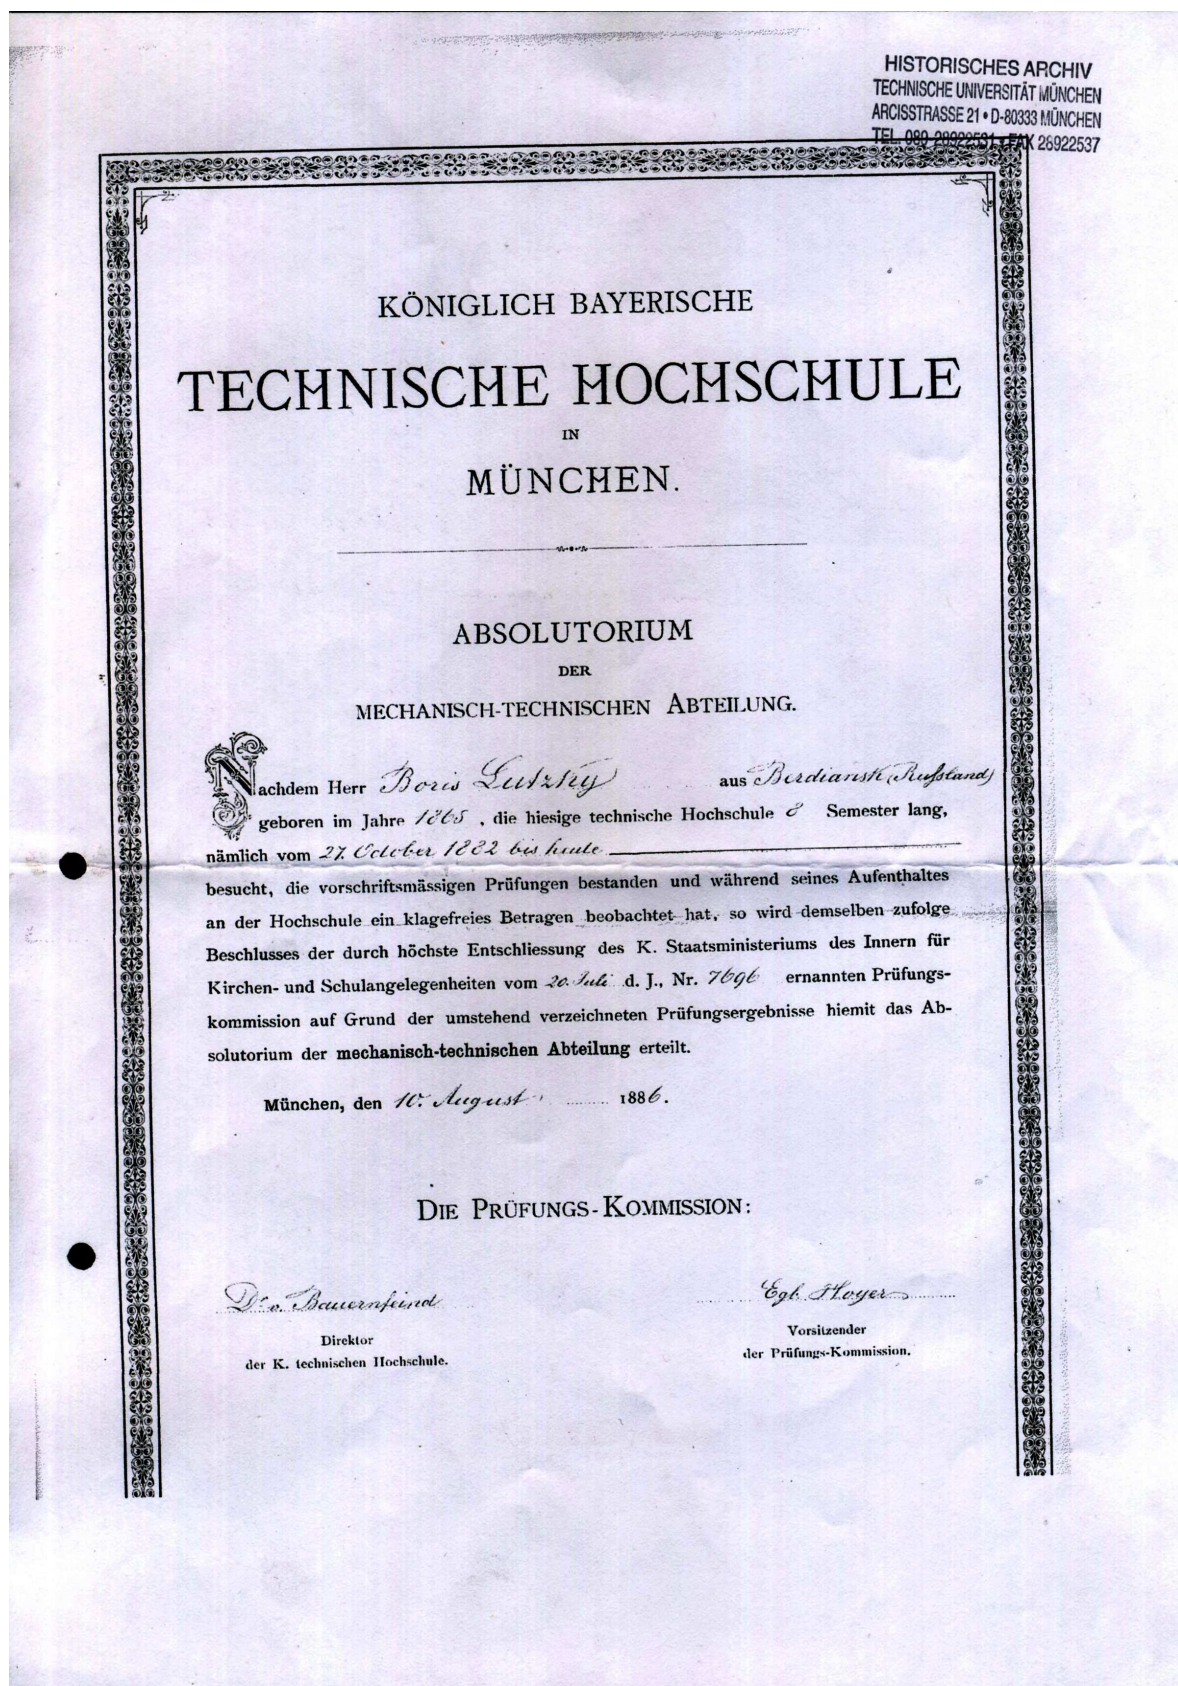 HISTORISCHES ARCHIV
TECHNISCHE UNIVERSITÄT MÜNCHEN
ARCISSTRASSE 21 • D-80333 MÜNCHEN
TEL. 089-28922531 • FAX 28922537
KÖNIGLICH BAYERISCHE
TECHNISCHE HOCHSCHULE
IN
MÜNCHEN.
ABSOLUTORIUM
DER
MECHANISCH-TECHNISCHEN ABTEILUNG.
Nachdem Herr Boris Lutzky aus Berdiansk (Russland)
geboren im Jahre 1865, die hiesige technische Hochschule 8 Semester lang,
nämlich vom 27. October 1882 bis heute
besucht, die vorschriftsmässigen Prüfungen bestanden und während seines Aufenthaltes
an der Hochschule ein klagefreies Betragen beobachtet hat, so wird demselben zufolge
Beschlusses der durch höchste Entschliessung des K. Staatsministeriums des Innern für
Kirchen- und Schulangelegenheiten vom 20. Juli d. J., Nr. 7696 ernannten Prüfungs-
kommission auf Grund der umstehend verzeichneten Prüfungsergebnisse hiemit das Ab-
solutorium der mechanisch-technischen Abteilung erteilt.
München, den 10. August 1886.
DIE PRÜFUNGS-KOMMISSION:
Dr. v. Bauernfeind
Egb. Hoyer
Direktor
der K. technischen Hochschule.
Vorsitzender
der Prüfungs-Kommission.